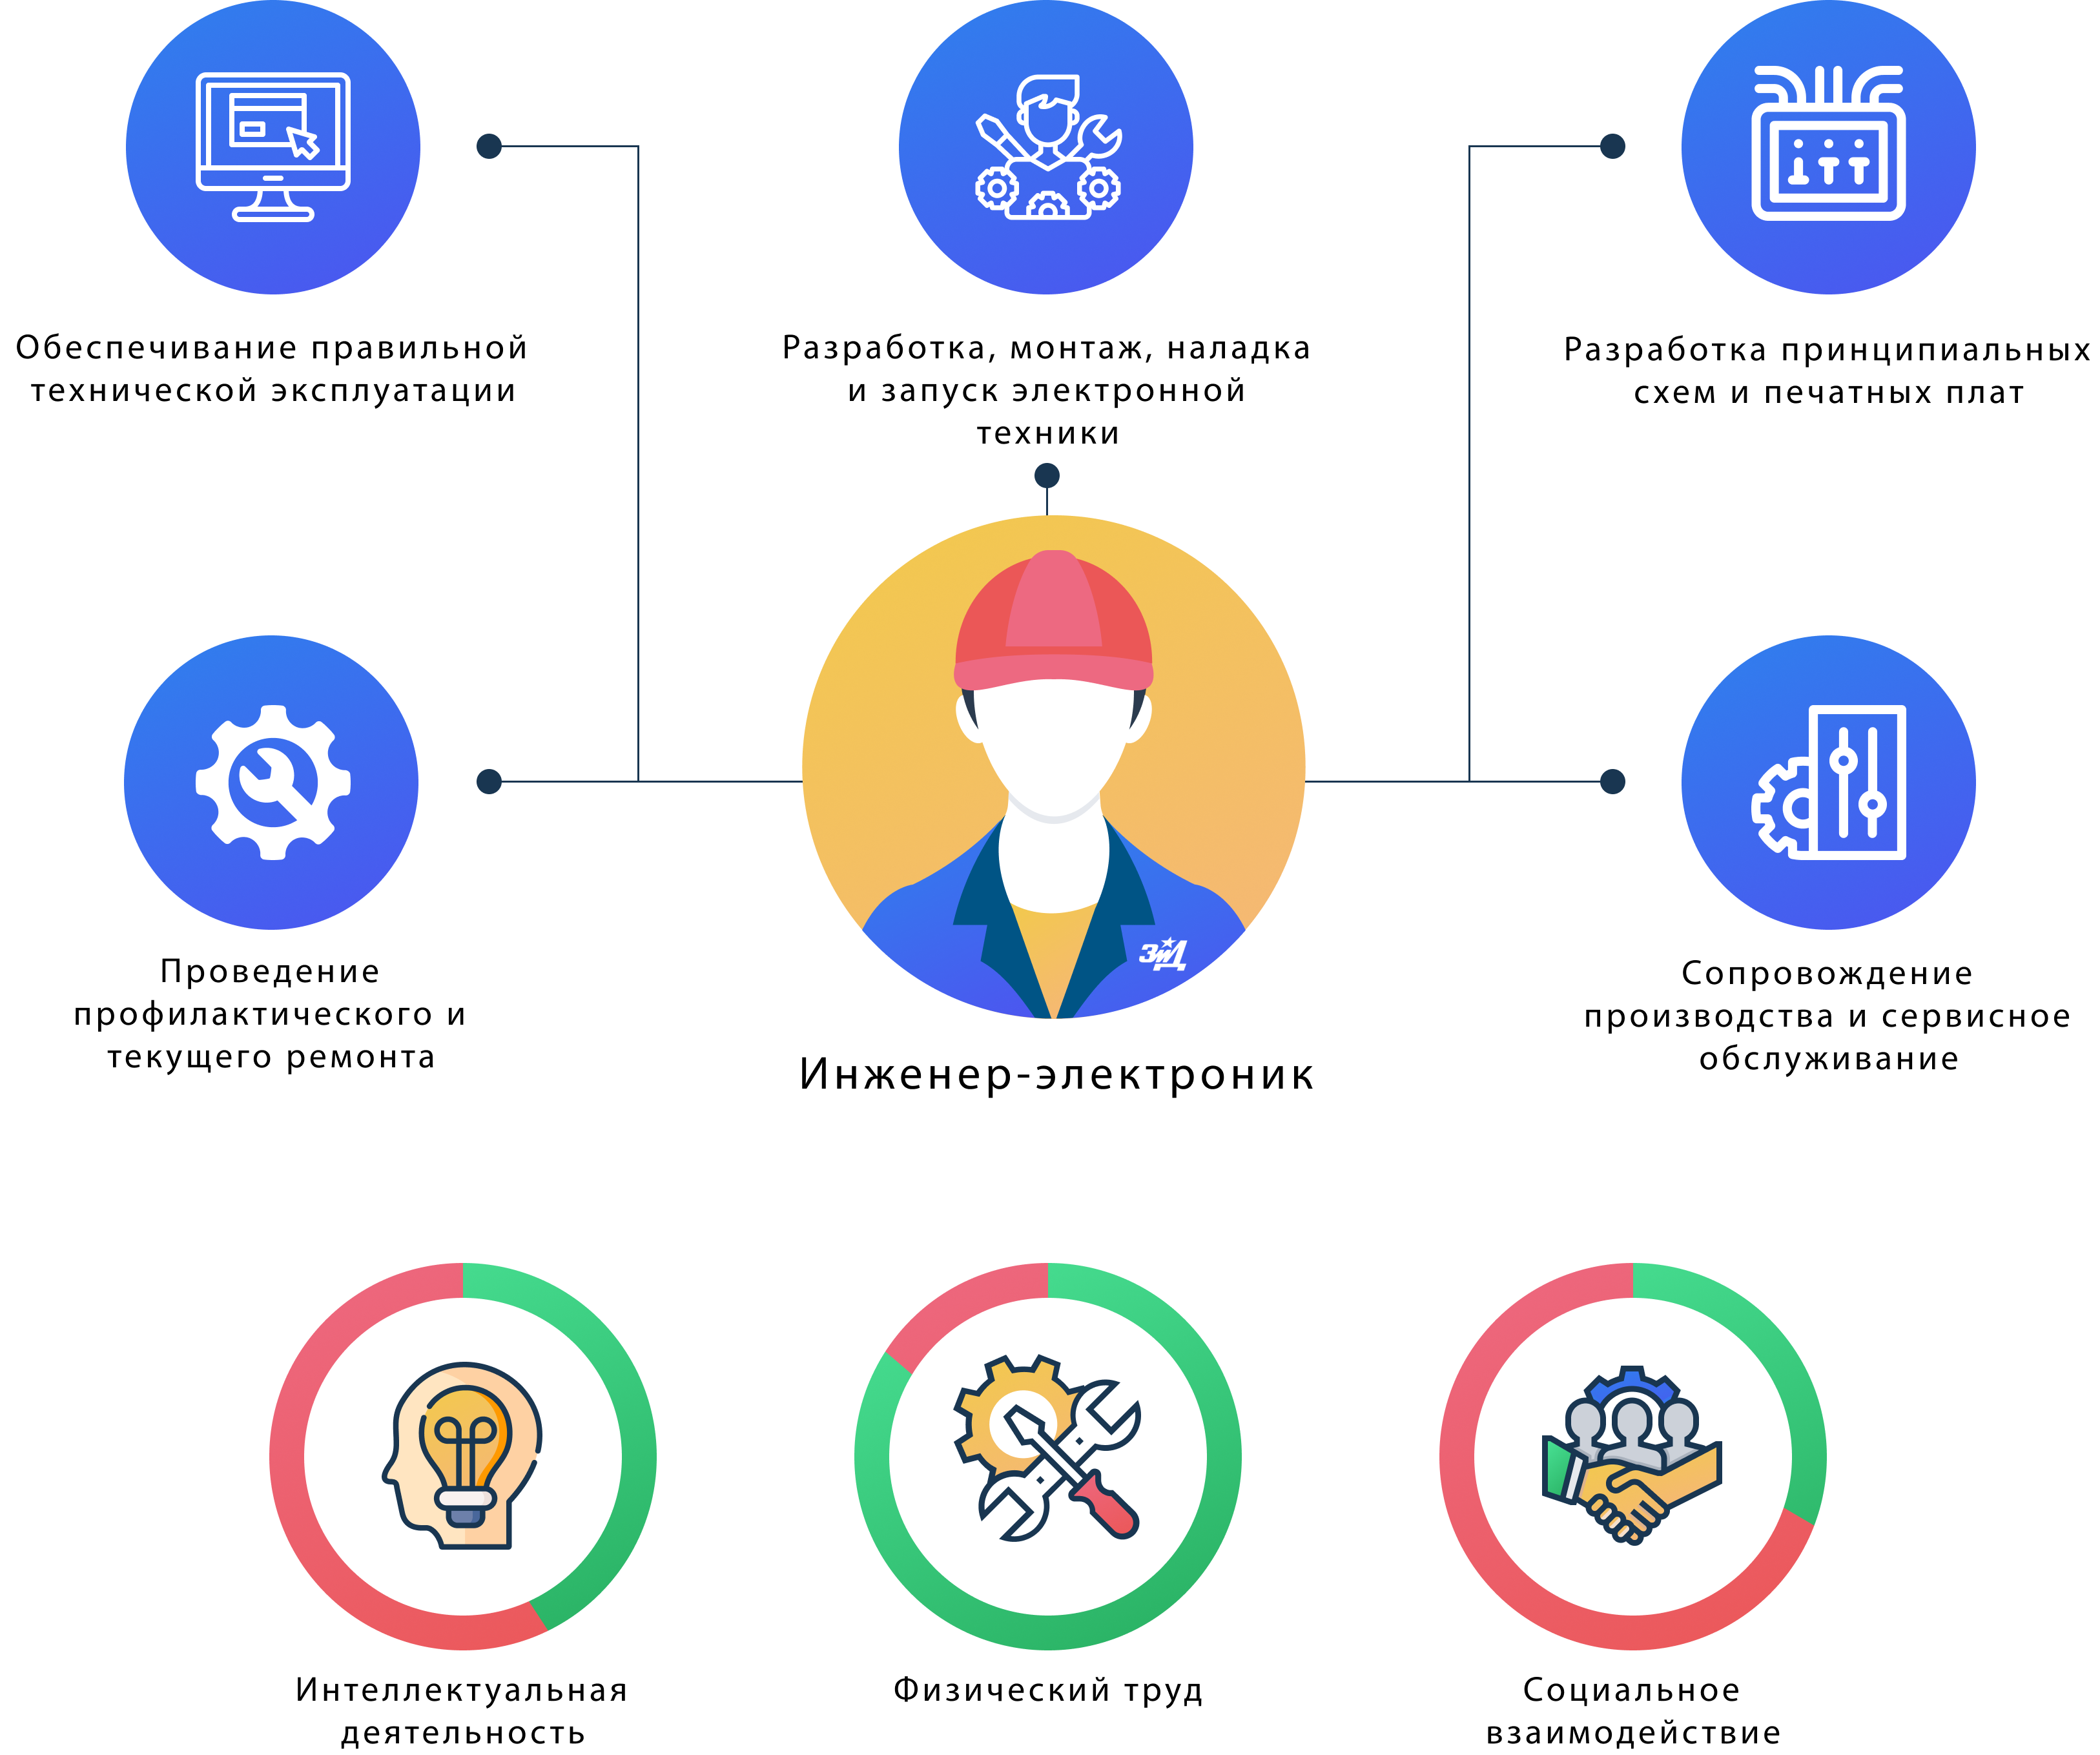 Обеспечивание правильной
технической эксплуатации
Разработка, монтаж, наладка
и запуск электронной
техники
Разработка принципиальных
схем и печатных плат
Проведение
профилактического и
текущего ремонта
ЗиД
Инженер-электроник
Сопровождение
производства и сервисное
обслуживание
Интеллектуальная
деятельность
Физический труд
Социальное
взаимодействие